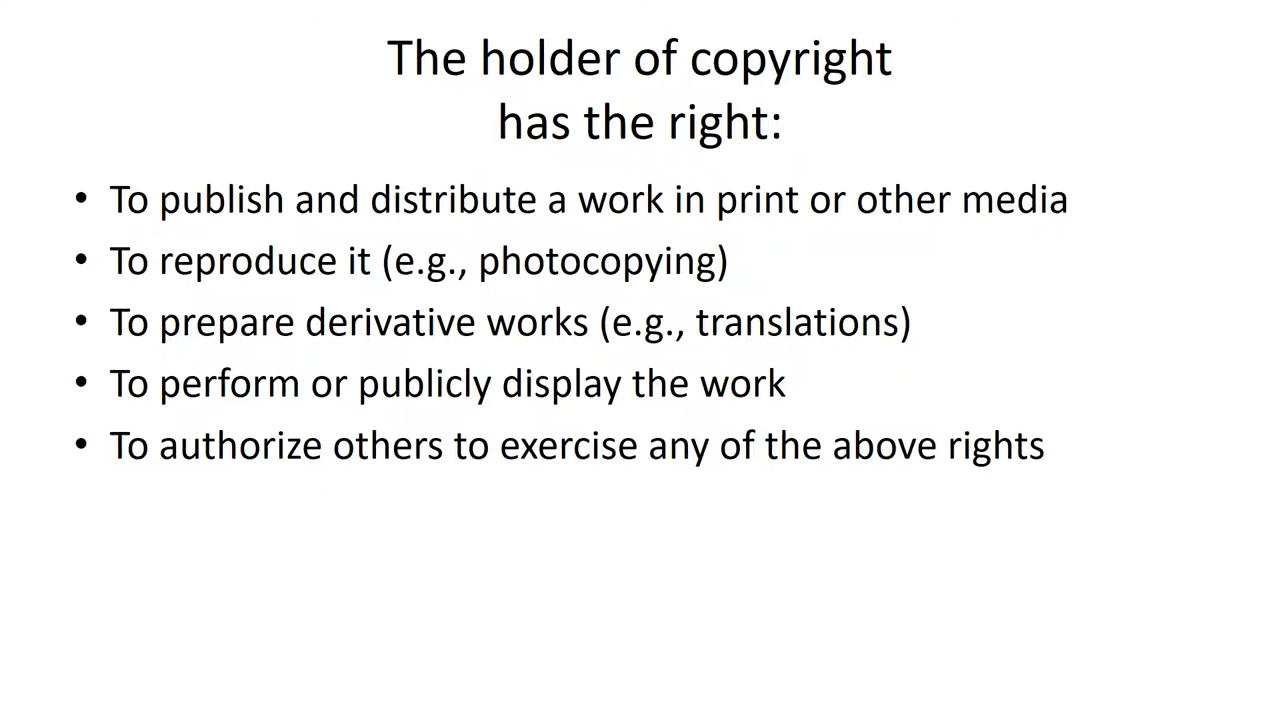 The holder of copyright
has the right:
• To publish and distribute a work in print or other media
• To reproduce it (e.g., photocopying)
• To prepare derivative works (e.g., translations)
• To perform or publicly display the work
• To authorize others to exercise any of the above rights